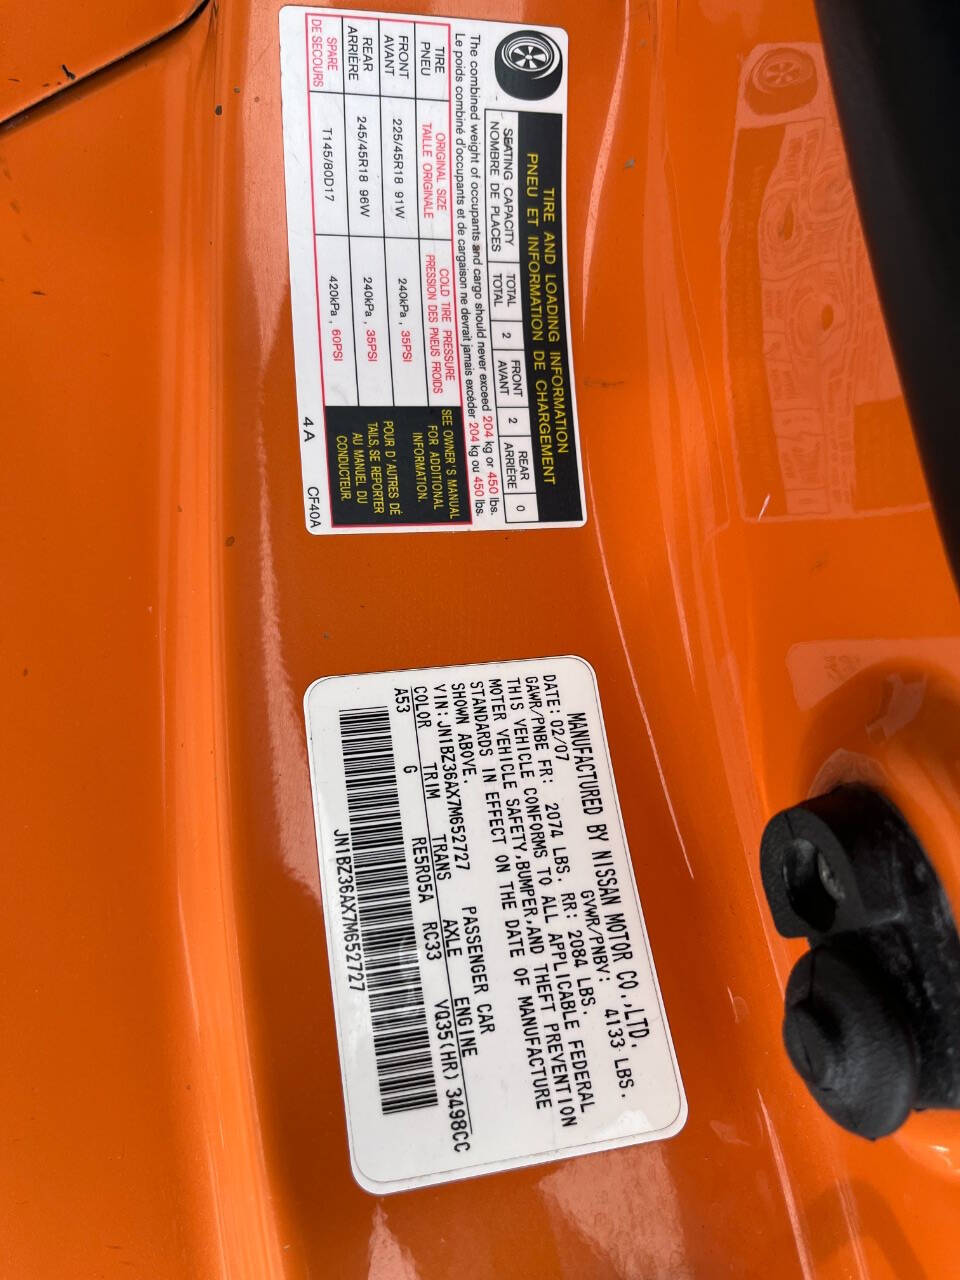 TIRE AND LOADING INFORMATION
PNEU ET INFORMATION DE CHARGEMENT
SEATING CAPACITY
NOMBRE DE PLACES
TOTAL
TOTAL
2
FRONT
AVANT
2
REAR
ARRIÈRE
0
The combined weight of occupants and cargo should never exceed 204 kg or 450 lbs.
Le poids combiné d'occupants et de cargaison ne devrait jamais excéder 204 kg ou 450 lbs.
TIRE
PNEU
ORIGINAL SIZE
TAILLE ORIGINALE
COLD TIRE PRESSURE
PRESSION DES PNEUS FROIDS
FRONT
AVANT
225/45R18 91W
240kPa, 35PSI
REAR
ARRIÈRE
245/45R18 96W
240kPa, 35PSI
SPARE
DE SECOURS
T145/80D17
420kPa, 60PSI
SEE OWNER'S MANUAL
FOR ADDITIONAL
INFORMATION.
POUR D'AUTRES DÉ
TAILS,SE REPORTER
AU MANUEL DU
CONDUCTEUR.
4A CF40A
MANUFACTURED BY NISSAN MOTOR CO.,LTD.
DATE: 02/07 GVWR/PNBV: 4133 LBS.
GAWR/PNBE FR: 2074 LBS. RR: 2084 LBS.
THIS VEHICLE CONFORMS TO ALL APPLICABLE FEDERAL
MOTER VEHICLE SAFETY,BUMPER,AND THEFT PREVENTION
STANDARDS IN EFFECT ON THE DATE OF MANUFACTURE
SHOWN ABOVE.
VIN: JN1BZ36AX7M652727 PASSENGER CAR
COLOR TRIM TRANS AXLE ENGINE
A53 G RE5R05A RC33 VQ35(HR) 3498CC
JN1BZ36AX7M652727